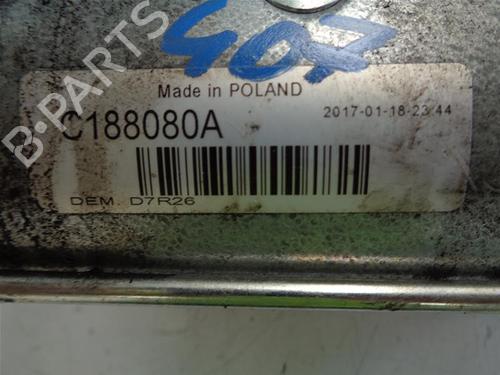 407
Made in POLAND
2017-01-18-23:44
C188080A
DEM. D7R26
B-PARTS